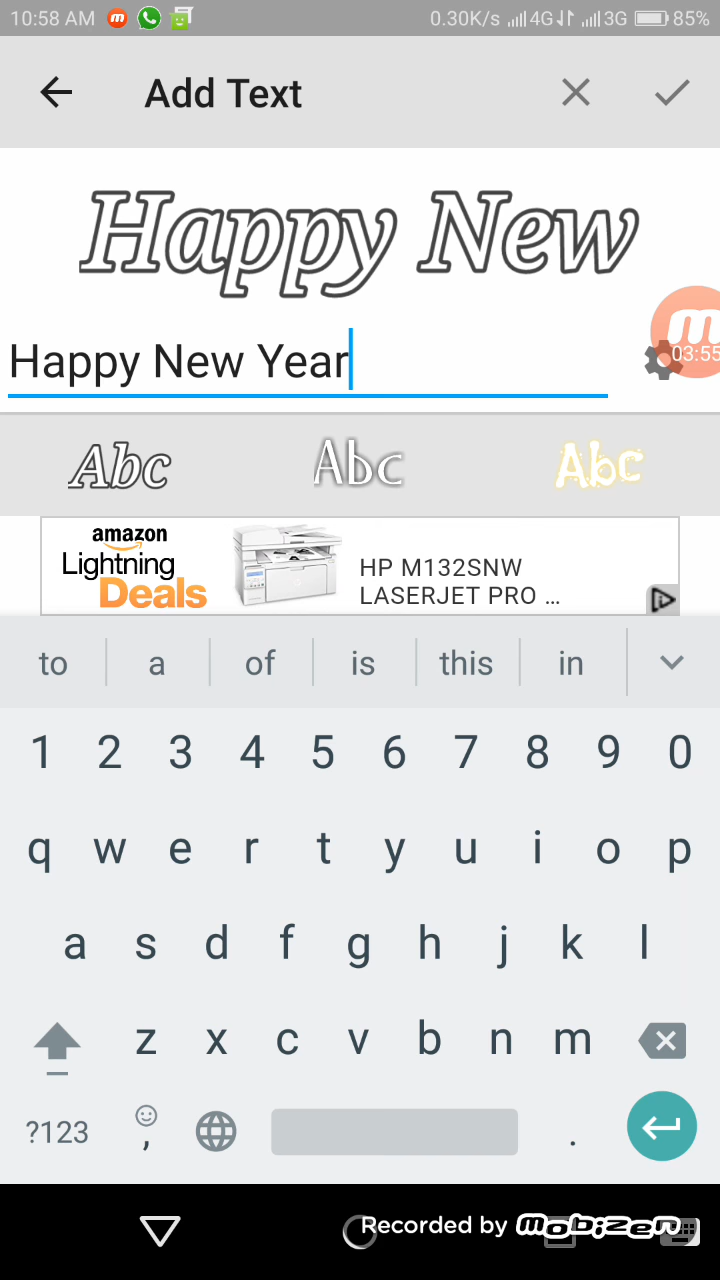 10:58 AM 0.30K/s 4G 3G 85%
Add Text
Happy New
Happy New Year
03:55
Abc Abc Abc
amazon
Lightning
Deals
HP M132SNW
LASERJET PRO ...
to a of is this in
1 2 3 4 5 6 7 8 9 0
q w e r t y u i o p
a s d f g h j k l
z x c v b n m
?123 , .
Recorded by mobizen